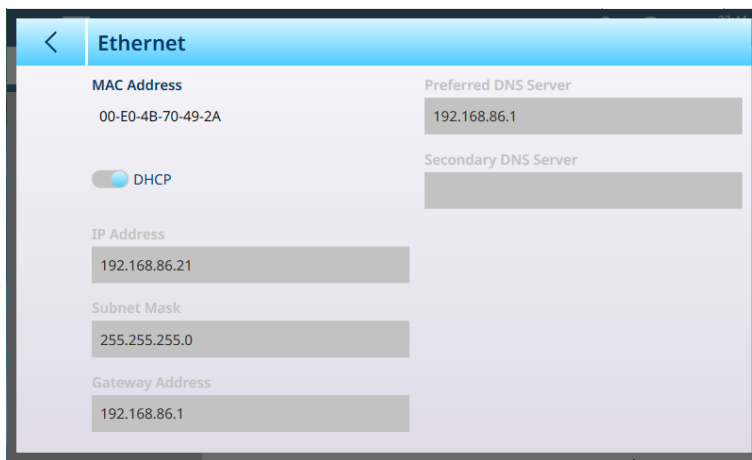 Ethernet
MAC Address
00-E0-4B-70-49-2A
DHCP
IP Address
192.168.86.21
Subnet Mask
255.255.255.0
Gateway Address
192.168.86.1
Preferred DNS Server
192.168.86.1
Secondary DNS Server